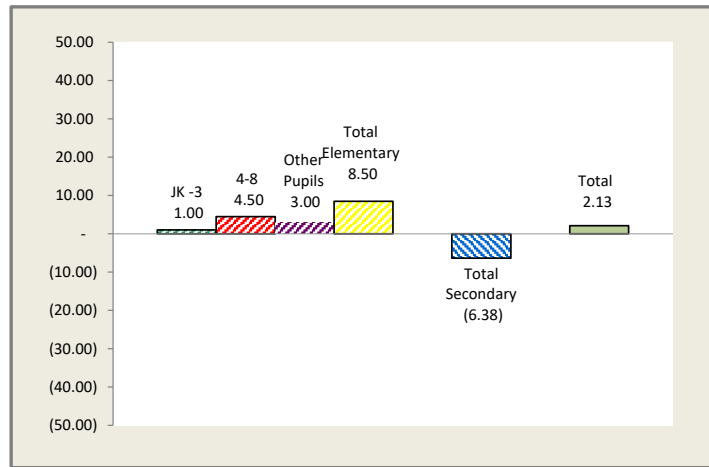 50.00
40.00
30.00
20.00
10.00
-
(10.00)
(20.00)
(30.00)
(40.00)
(50.00)
JK -3
1.00
4-8
4.50
Other
Pupils
3.00
Total
Elementary
8.50
Total
Secondary
(6.38)
Total
2.13